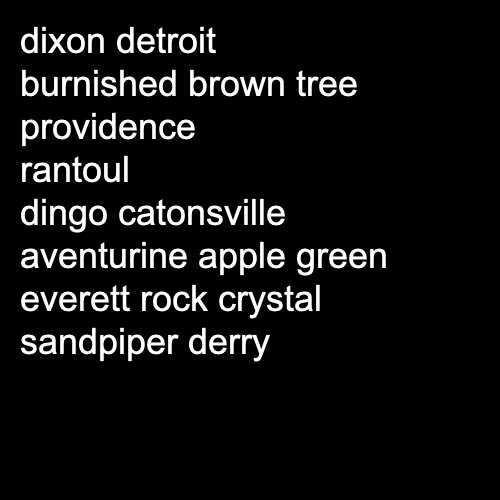 dixon detroit
burnished brown tree
providence
rantoul
dingo catonsville
aventurine apple green
everett rock crystal
sandpiper derry